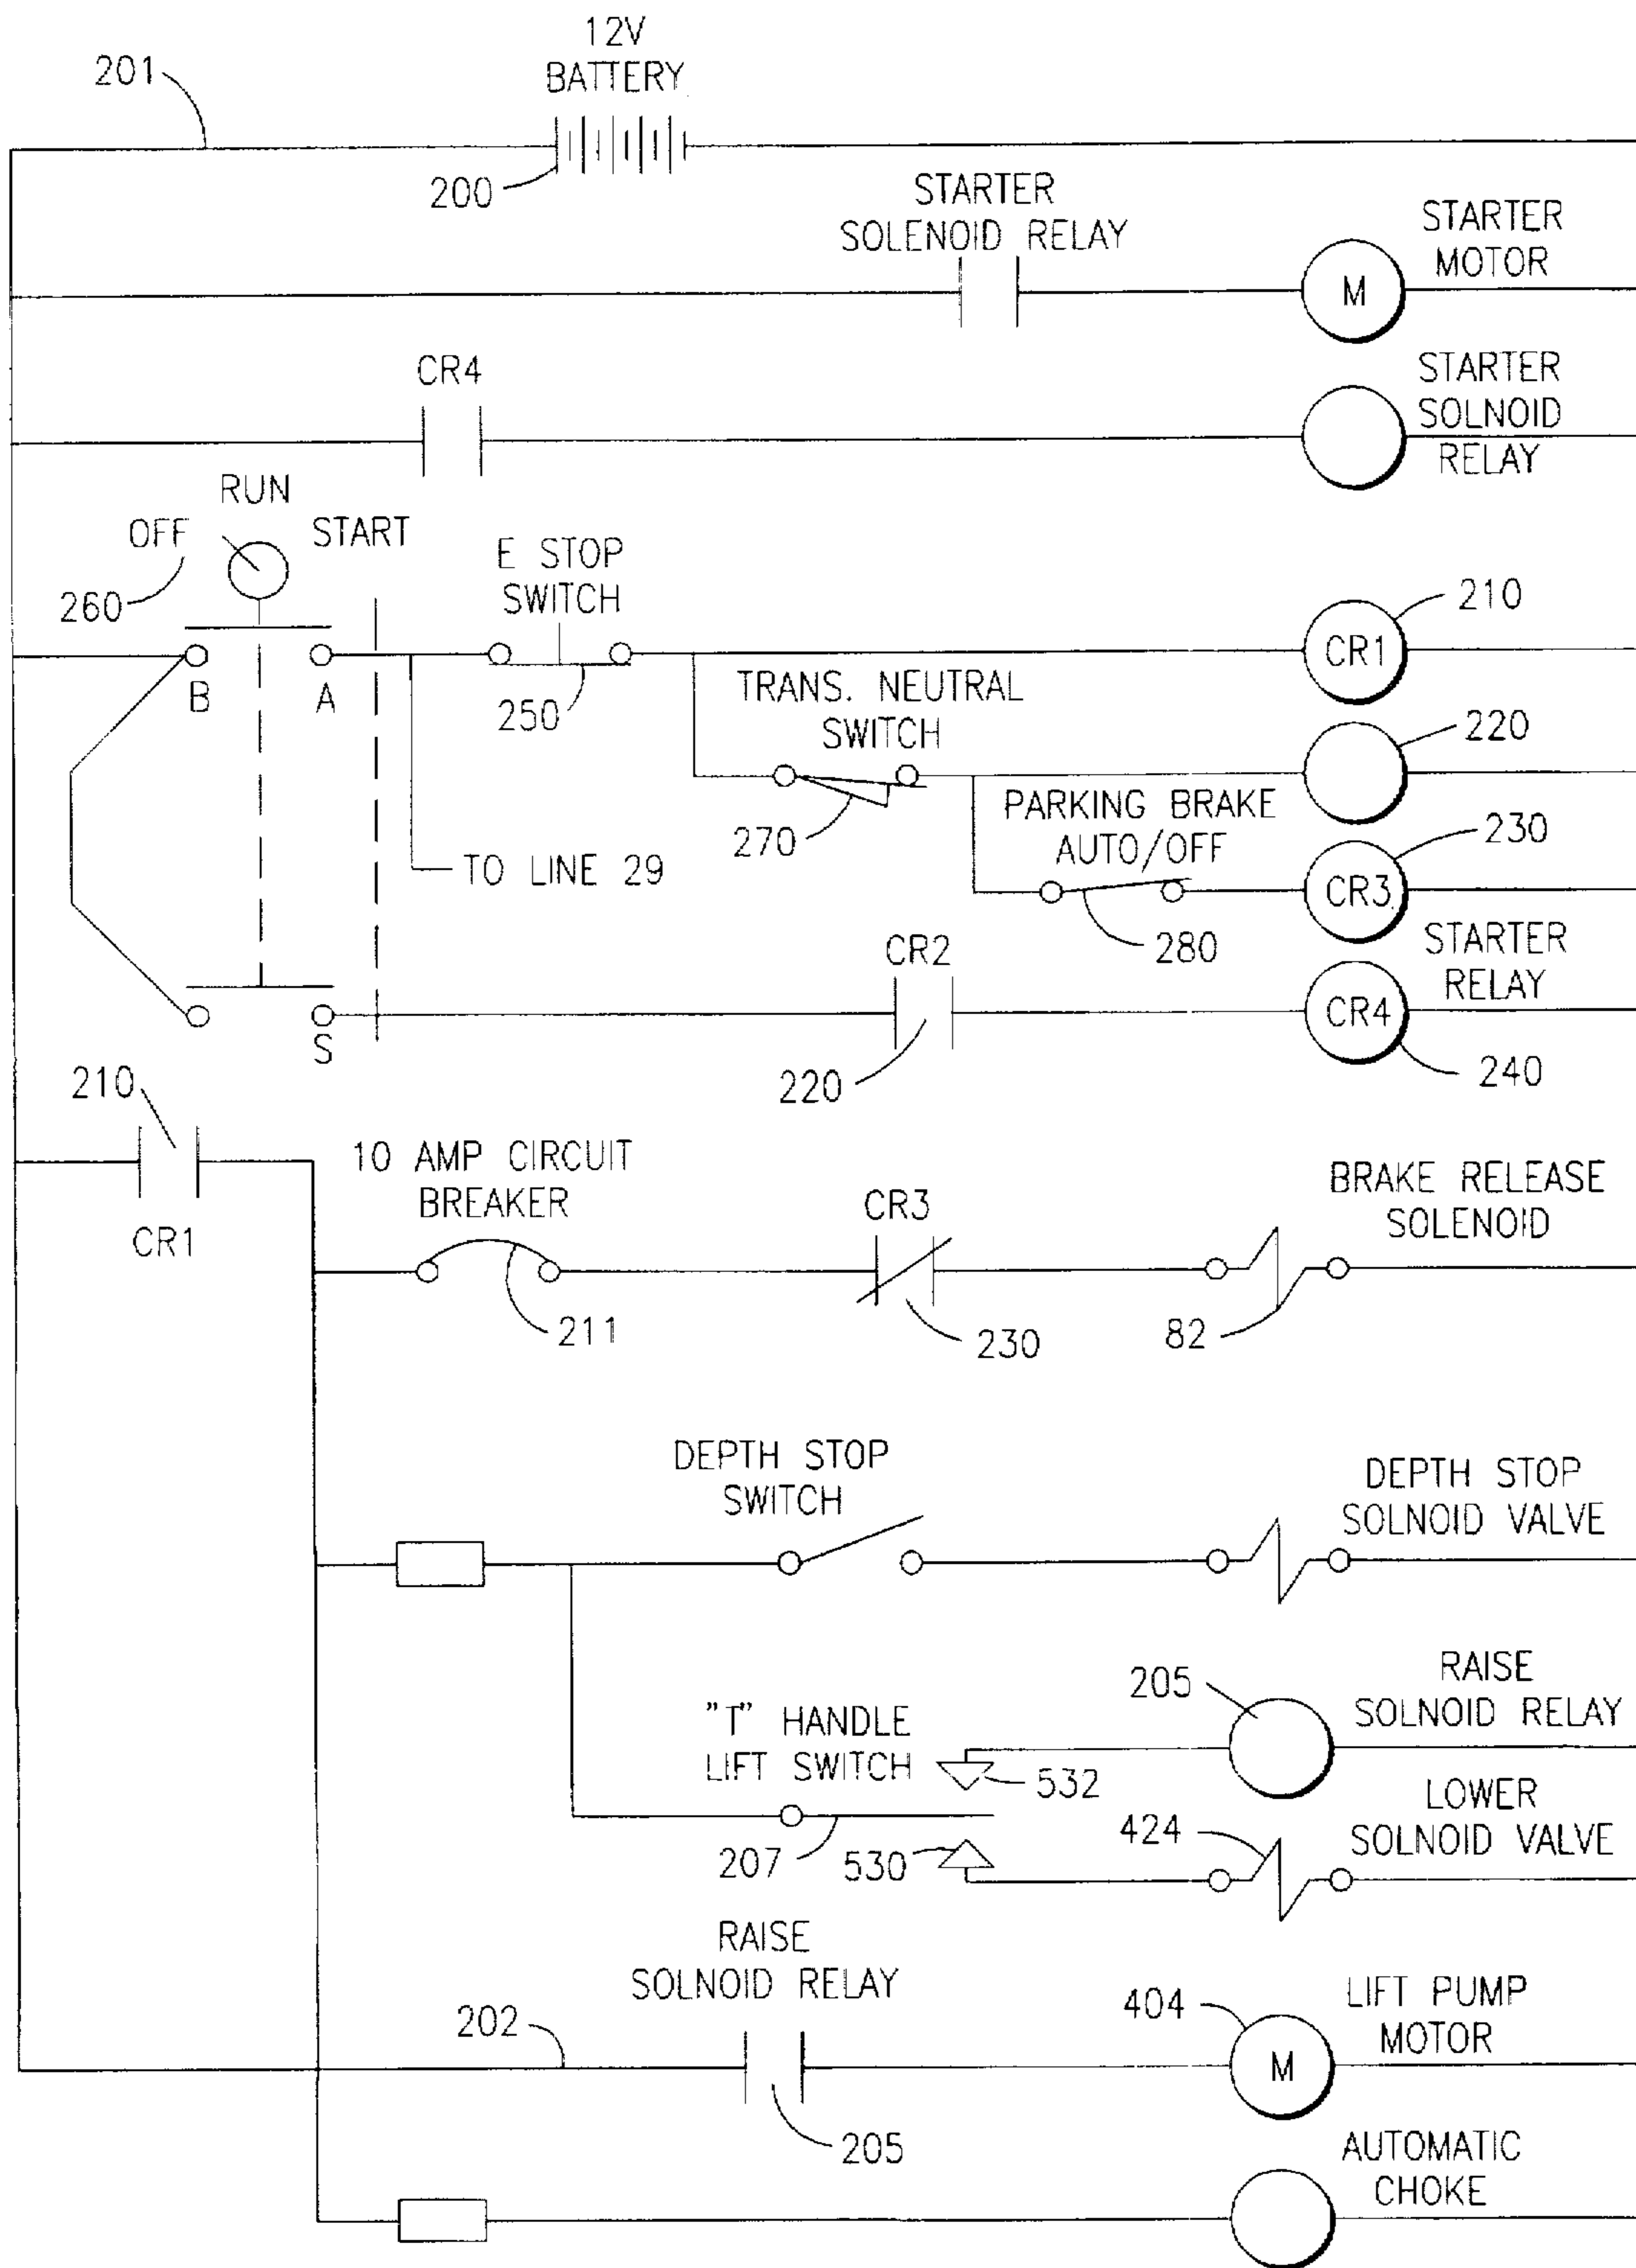 12V
BATTERY
201
200
STARTER
SOLENOID RELAY
STARTER
MOTOR
M
CR4
STARTER
SOLNOID
RELAY
RUN
OFF
START
260
E STOP
SWITCH
210
CR1
B
A
250
TRANS. NEUTRAL
SWITCH
220
270
PARKING BRAKE
AUTO/OFF
230
TO LINE 29
CR3
280
CR2
STARTER
RELAY
CR4
S
220
240
210
10 AMP CIRCUIT
BREAKER
CR3
BRAKE RELEASE
SOLENOID
CR1
211
230
82
DEPTH STOP
SWITCH
DEPTH STOP
SOLNOID VALVE
205
RAISE
SOLNOID RELAY
"T" HANDLE
LIFT SWITCH
532
LOWER
SOLNOID VALVE
424
207
530
RAISE
SOLNOID RELAY
202
404
LIFT PUMP
MOTOR
M
205
AUTOMATIC
CHOKE